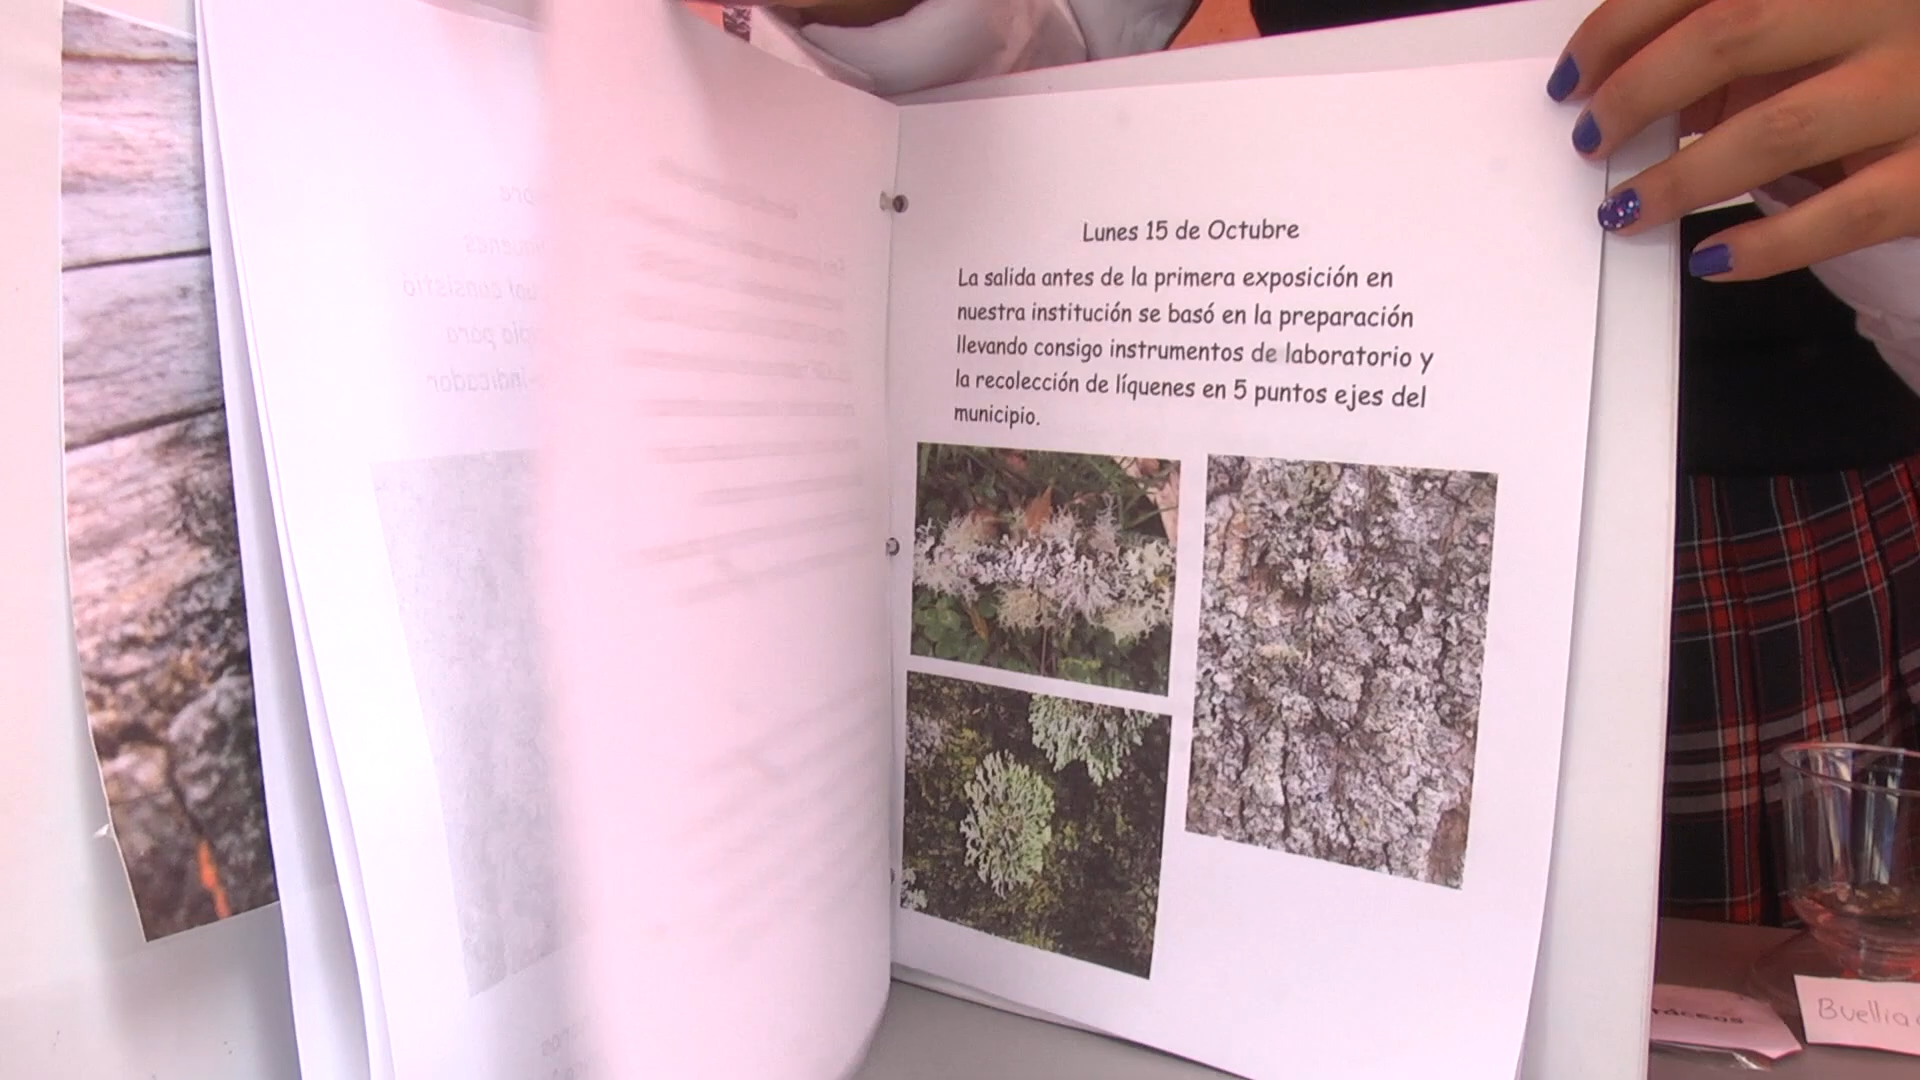 Lunes 15 de Octubre
La salida antes de la primera exposición en
nuestra institución se basó en la preparación
llevando consigo instrumentos de laboratorio y
la recolección de líquenes en 5 puntos ejes del
municipio.
Buellia